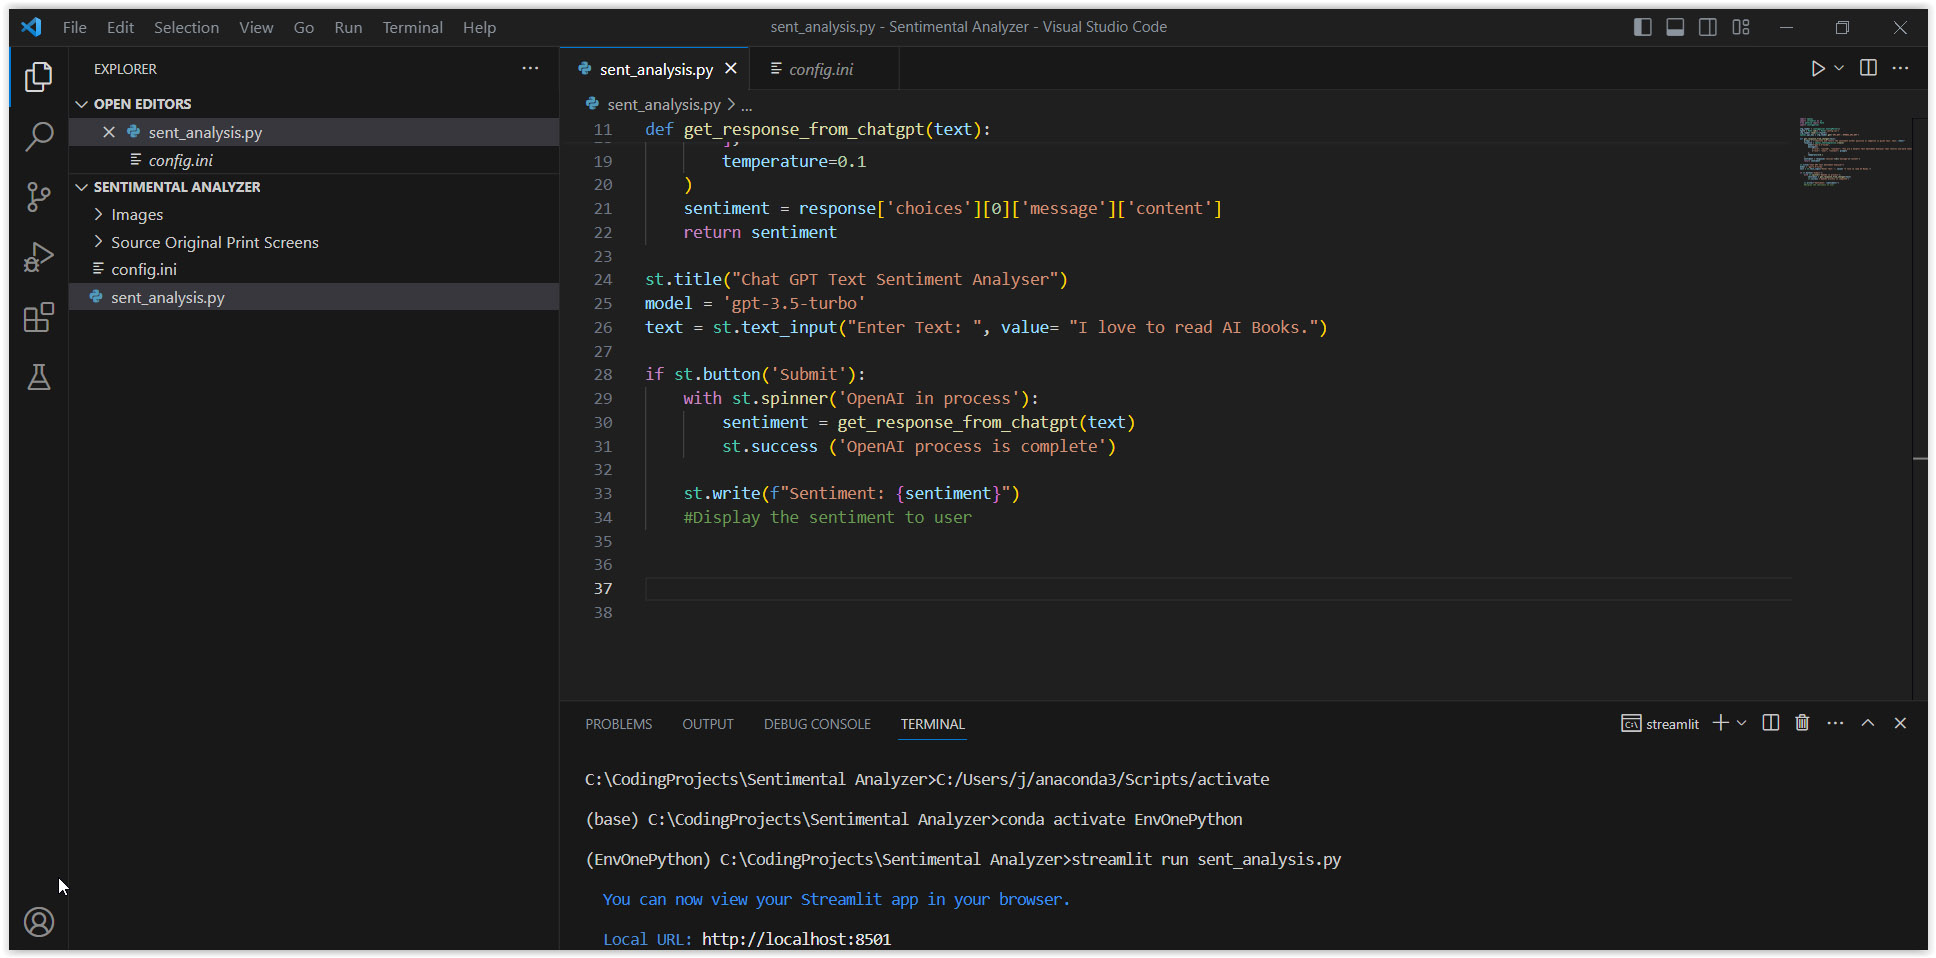 File Edit Selection View Go Run Terminal Help
sent_analysis.py - Sentimental Analyzer - Visual Studio Code
EXPLORER
OPEN EDITORS
sent_analysis.py
config.ini
SENTIMENTAL ANALYZER
Images
Source Original Print Screens
config.ini
sent_analysis.py
sent_analysis.py config.ini
sent_analysis.py > ...
11 def get_response_from_chatgpt(text):
19 temperature=0.1
20 )
21 sentiment = response['choices'][0]['message']['content']
22 return sentiment
23
24 st.title("Chat GPT Text Sentiment Analyser")
25 model = 'gpt-3.5-turbo'
26 text = st.text_input("Enter Text: ", value= "I love to read AI Books.")
27
28 if st.button('Submit'):
29 with st.spinner('OpenAI in process'):
30 sentiment = get_response_from_chatgpt(text)
31 st.success ('OpenAI process is complete')
32
33 st.write(f"Sentiment: {sentiment}")
34 #Display the sentiment to user
35
36
37
38
PROBLEMS OUTPUT DEBUG CONSOLE TERMINAL
streamlit
C:\CodingProjects\Sentimental Analyzer>C:/Users/j/anaconda3/Scripts/activate
(base) C:\CodingProjects\Sentimental Analyzer>conda activate EnvOnePython
(EnvOnePython) C:\CodingProjects\Sentimental Analyzer>streamlit run sent_analysis.py
You can now view your Streamlit app in your browser.
Local URL: http://localhost:8501